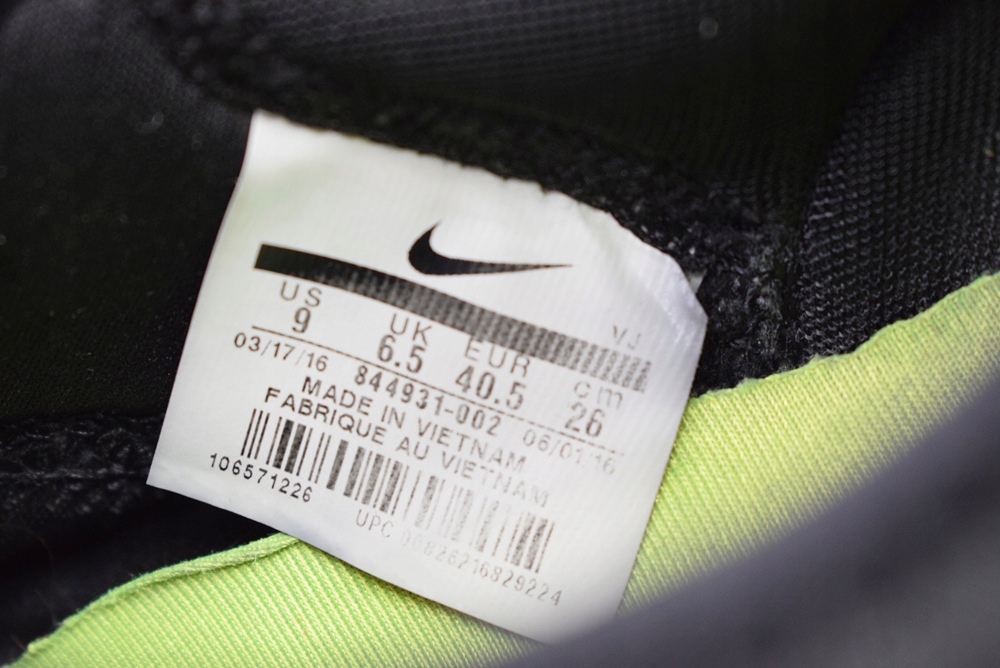 VJ
US UK EUR cm
9 6.5 40.5 26
03/17/16 844931-002 06/01/16
MADE IN VIETNAM
FABRIQUE AU VIETNAM
106571226
UPC